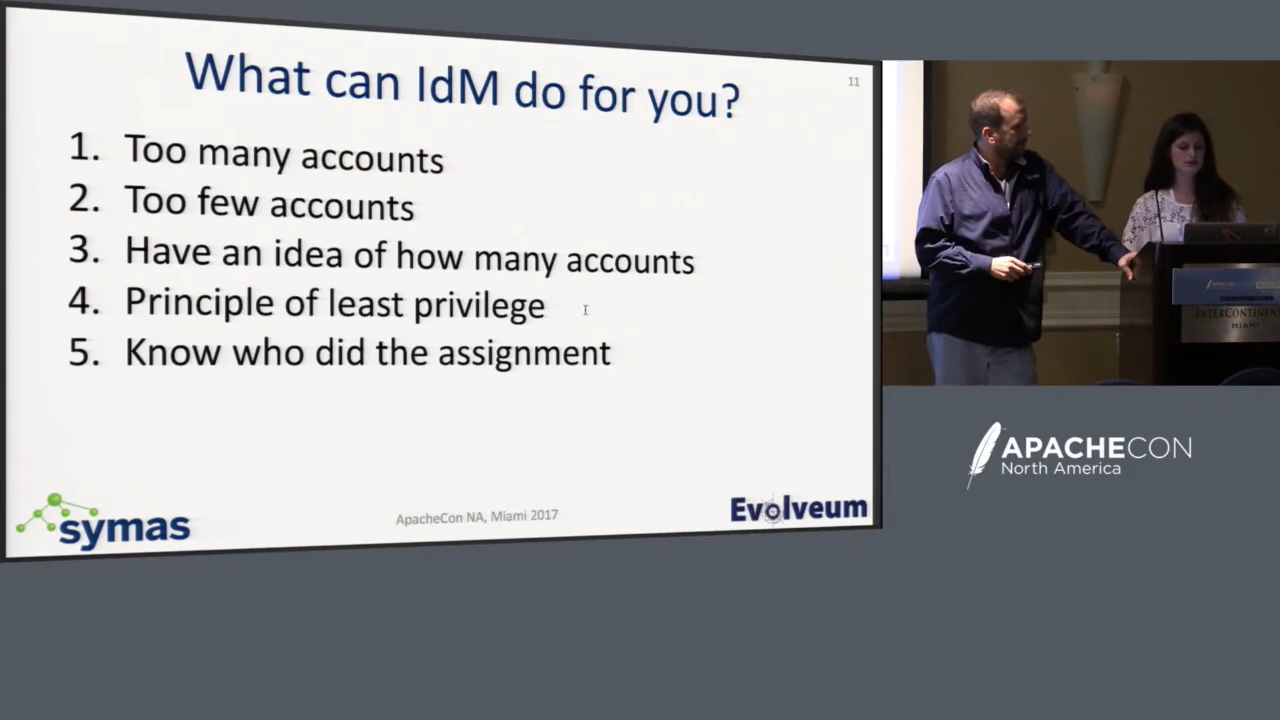 What can IdM do for you?
11
1. Too many accounts
2. Too few accounts
3. Have an idea of how many accounts
4. Principle of least privilege
5. Know who did the assignment
symas
ApacheCon NA, Miami 2017
Evolveum
INTERCONTINEN
MIAMI
APACHECON
North America